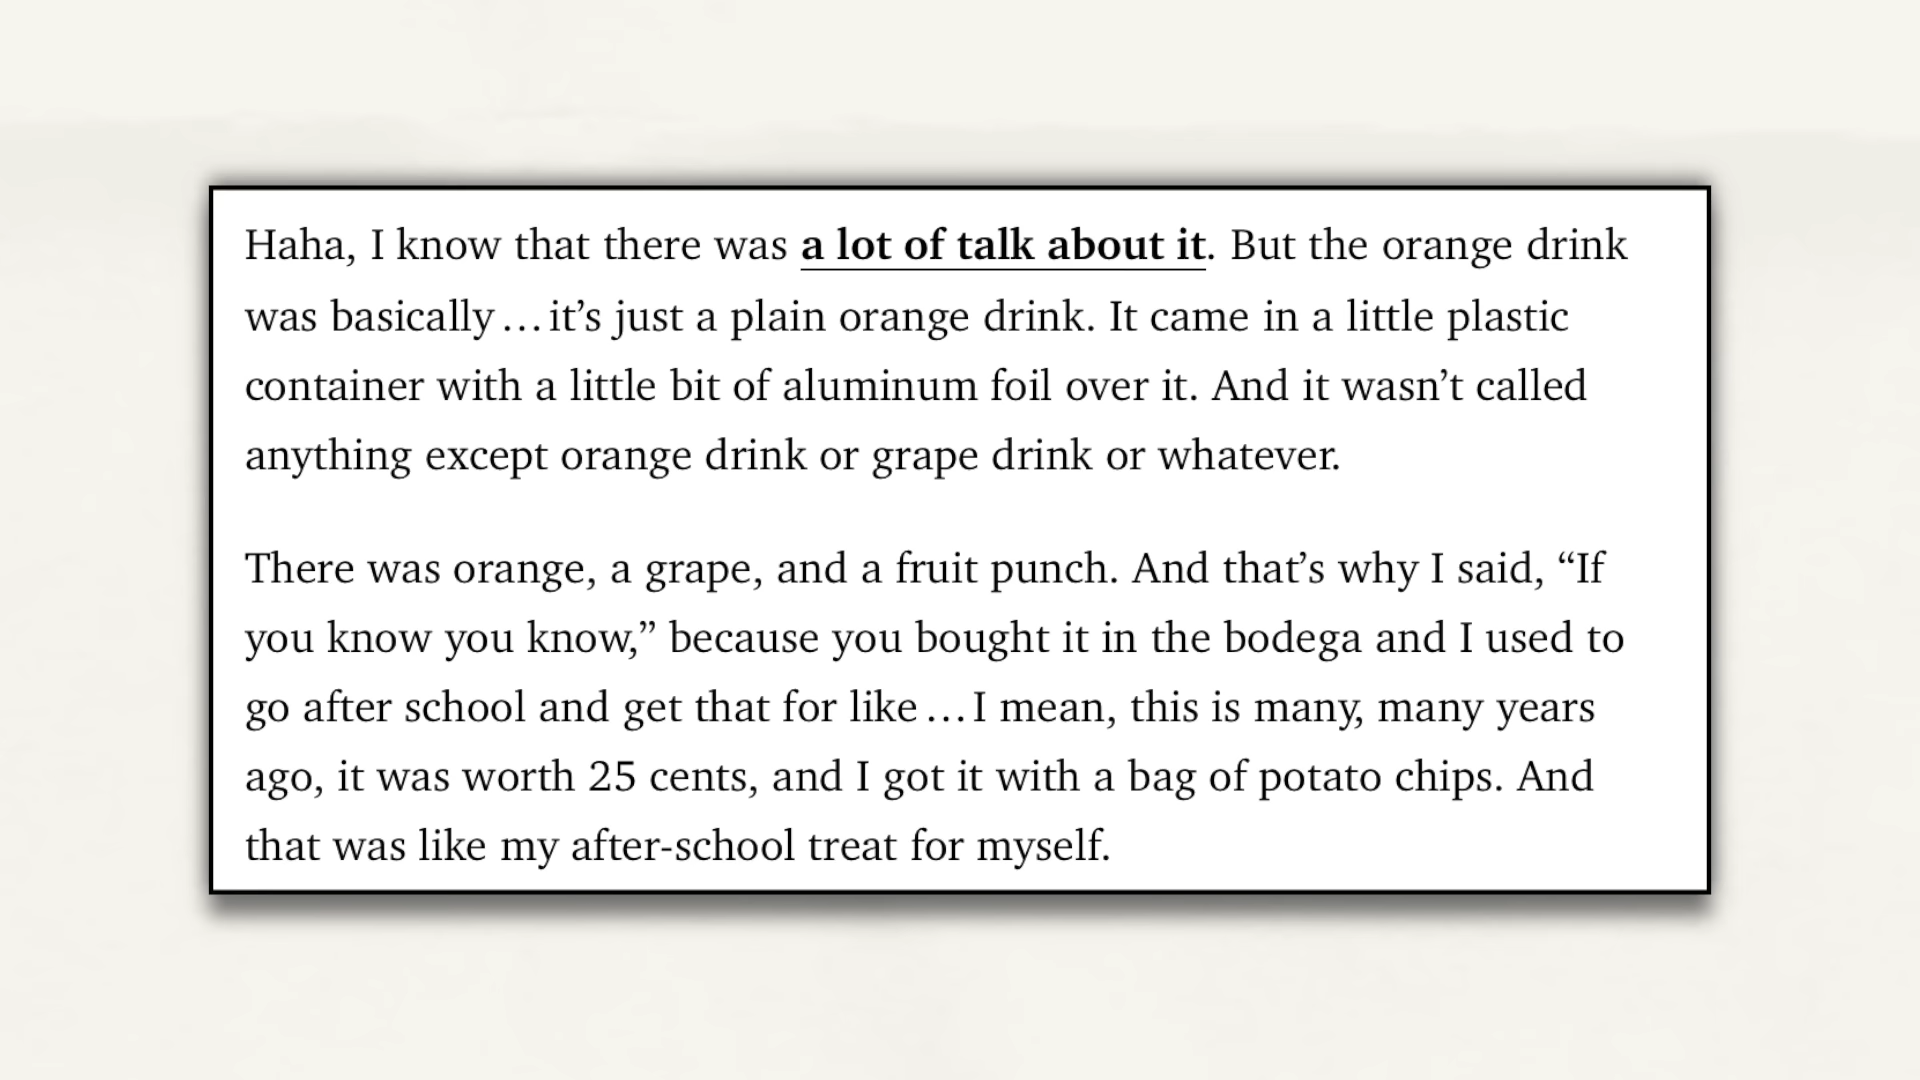 Haha, I know that there was a lot of talk about it. But the orange drink
was basically … it’s just a plain orange drink. It came in a little plastic
container with a little bit of aluminum foil over it. And it wasn’t called
anything except orange drink or grape drink or whatever.
There was orange, a grape, and a fruit punch. And that’s why I said, “If
you know you know,” because you bought it in the bodega and I used to
go after school and get that for like … I mean, this is many, many years
ago, it was worth 25 cents, and I got it with a bag of potato chips. And
that was like my after-school treat for myself.